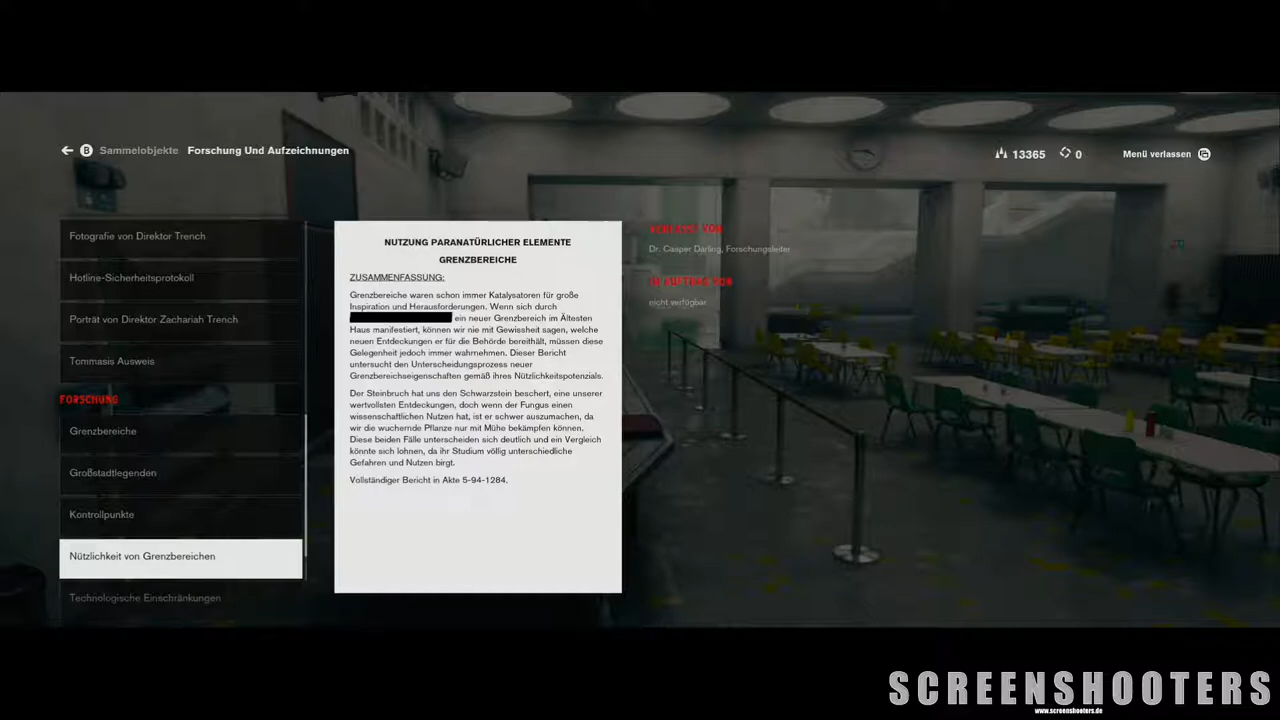 B Sammelobjekte Forschung Und Aufzeichnungen
13365 0 Menü verlassen
Fotografie von Direktor Trench
Hotline-Sicherheitsprotokoll
Porträt von Direktor Zachariah Trench
Tommasis Ausweis
FORSCHUNG
Grenzbereiche
Großstadtlegenden
Kontrollpunkte
Nützlichkeit von Grenzbereichen
Technologische Einschränkungen
NUTZUNG PARANATÜRLICHER ELEMENTE
GRENZBEREICHE
ZUSAMMENFASSUNG:
Grenzbereiche waren schon immer Katalysatoren für große
Inspiration und Herausforderungen. Wenn sich durch
ein neuer Grenzbereich im Ältesten
Haus manifestiert, können wir nie mit Gewissheit sagen, welche
neuen Entdeckungen er für die Behörde bereithält, müssen diese
Gelegenheit jedoch immer wahrnehmen. Dieser Bericht
untersucht den Unterscheidungsprozess neuer
Grenzbereichseigenschaften gemäß ihres Nützlichkeitspotenzials.
Der Steinbruch hat uns den Schwarzstein beschert, eine unserer
wertvollsten Entdeckungen, doch wenn der Fungus einen
wissenschaftlichen Nutzen hat, ist er schwer auszumachen, da
wir die wuchernde Pflanze nur mit Mühe bekämpfen können.
Diese beiden Fälle unterscheiden sich deutlich und ein Vergleich
könnte sich lohnen, da ihr Studium völlig unterschiedliche
Gefahren und Nutzen birgt.
Vollständiger Bericht in Akte 5-94-1284.
VERFASST VON
Dr. Casper Darling, Forschungsleiter
IM AUFTRAG VON
nicht verfügbar
SCREENSHOOTERS
www.screenshooters.de